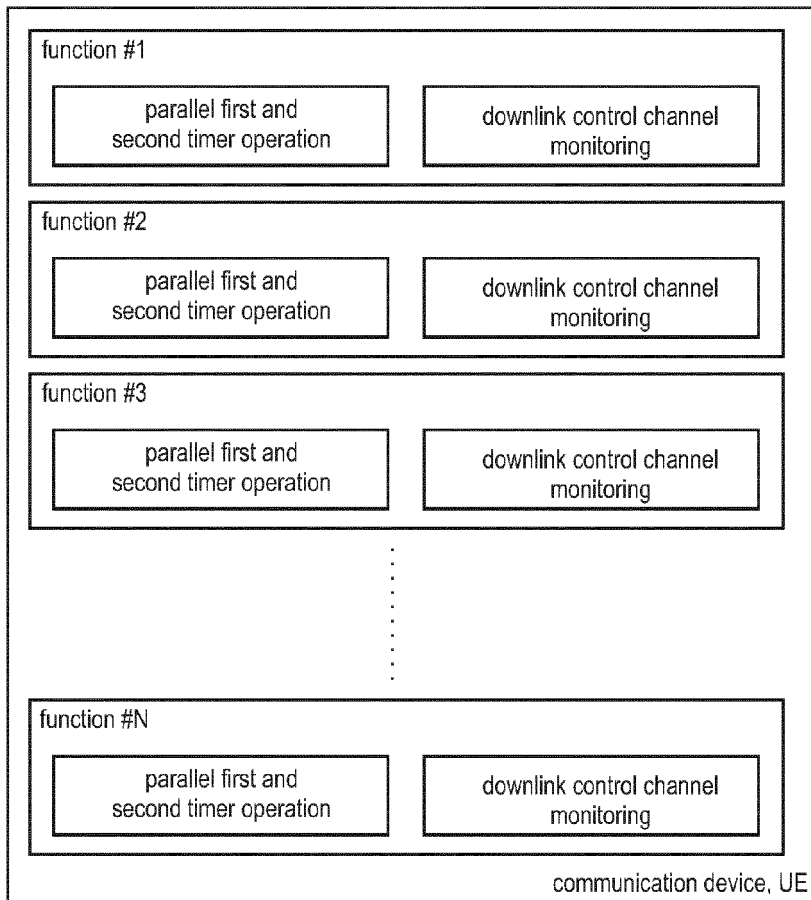 function #1
parallel first and
second timer operation
downlink control channel
monitoring
function #2
parallel first and
second timer operation
downlink control channel
monitoring
function #3
parallel first and
second timer operation
downlink control channel
monitoring
function #N
parallel first and
second timer operation
downlink control channel
monitoring
communication device, UE